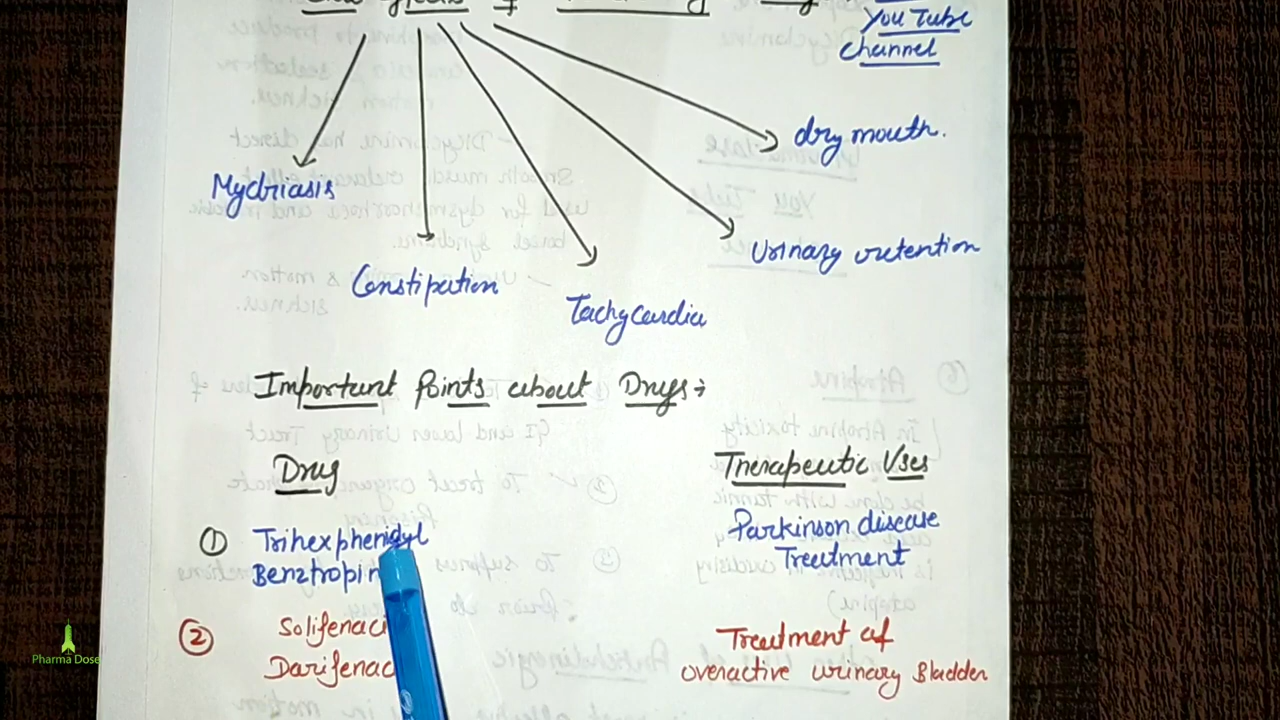 You Tube
channel
dry mouth.
Mydriasis
Urinary retention
Constipation
Tachycardia
Important Points about Drugs →
Drug
Therapeutic Uses
① Trihexphenidyl
Parkinson disease
Benztropin
Treatment
② Solifenaci
Treatment of
Darifenac
overactive urinary Bladder
Pharma Dose